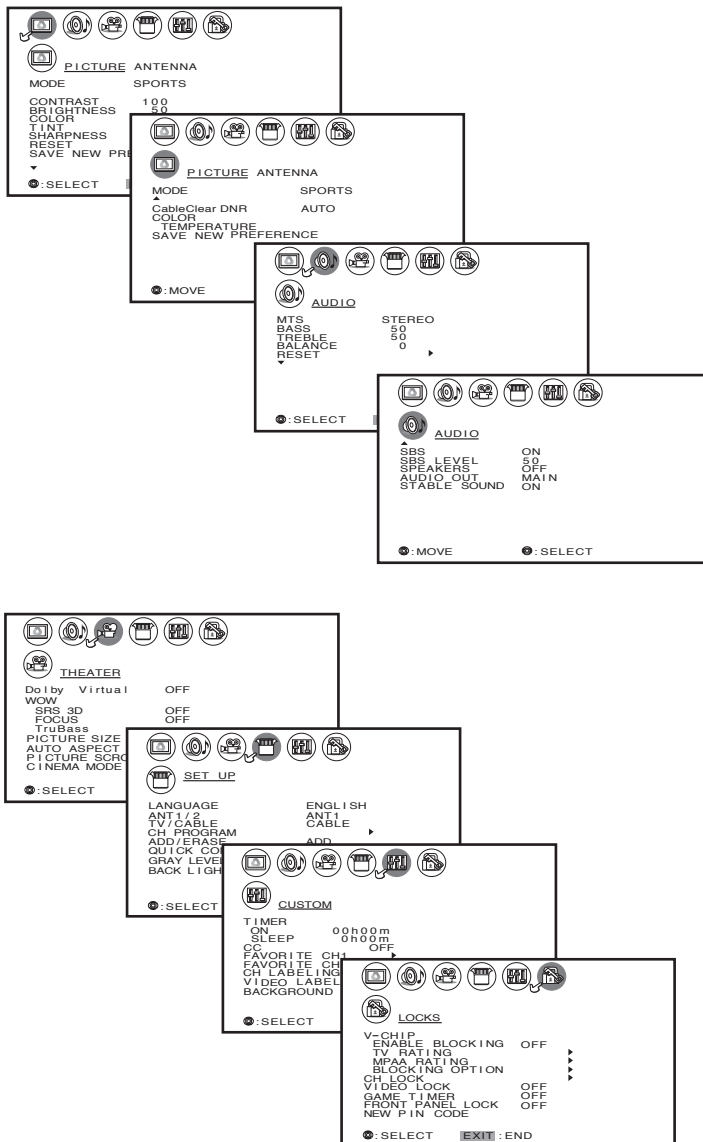 PICTURE ANTENNA
MODE SPORTS
CONTRAST 100
BRIGHTNESS 50
COLOR
TINT
SHARPNESS
RESET
SAVE NEW
:SELECT
PICTURE ANTENNA
MODE SPORTS
CableClear DNR AUTO
COLOR
TEMPERATURE
SAVE NEW PREFERENCE
:MOVE
AUDIO
MTS STEREO
BASS 50
TREBLE 50
BALANCE 0
RESET
:SELECT
AUDIO
SBS ON
SBS LEVEL 50
SPEAKERS OFF
AUDIO OUT MAIN
STABLE SOUND ON
:MOVE :SELECT
THEATER
Dolby Virtual OFF
WOW
SRS 3D OFF
FOCUS OFF
TruBass
PICTURE SIZE
AUTO ASPECT
PICTURE SCRO
CINEMA MODE
:SELECT
SET UP
LANGUAGE ENGLISH
ANT1/2 ANT1
TV/CABLE CABLE
CH PROGRAM
ADD/ERASE ADD
QUICK CO
GRAY LEVE
BACK LIGH
:SELECT
CUSTOM
TIMER
ON 00h00m
SLEEP 0h00m
CC OFF
FAVORITE CH1
FAVORITE CH
CH LABELING
VIDEO LABEL
BACKGROUND
:SELECT
LOCKS
V-CHIP
ENABLE BLOCKING OFF
TV RATING
MPAA RATING
BLOCKING OPTION
CH LOCK
VIDEO LOCK OFF
GAME TIMER OFF
FRONT PANEL LOCK OFF
NEW PIN CODE
:SELECT EXIT :END